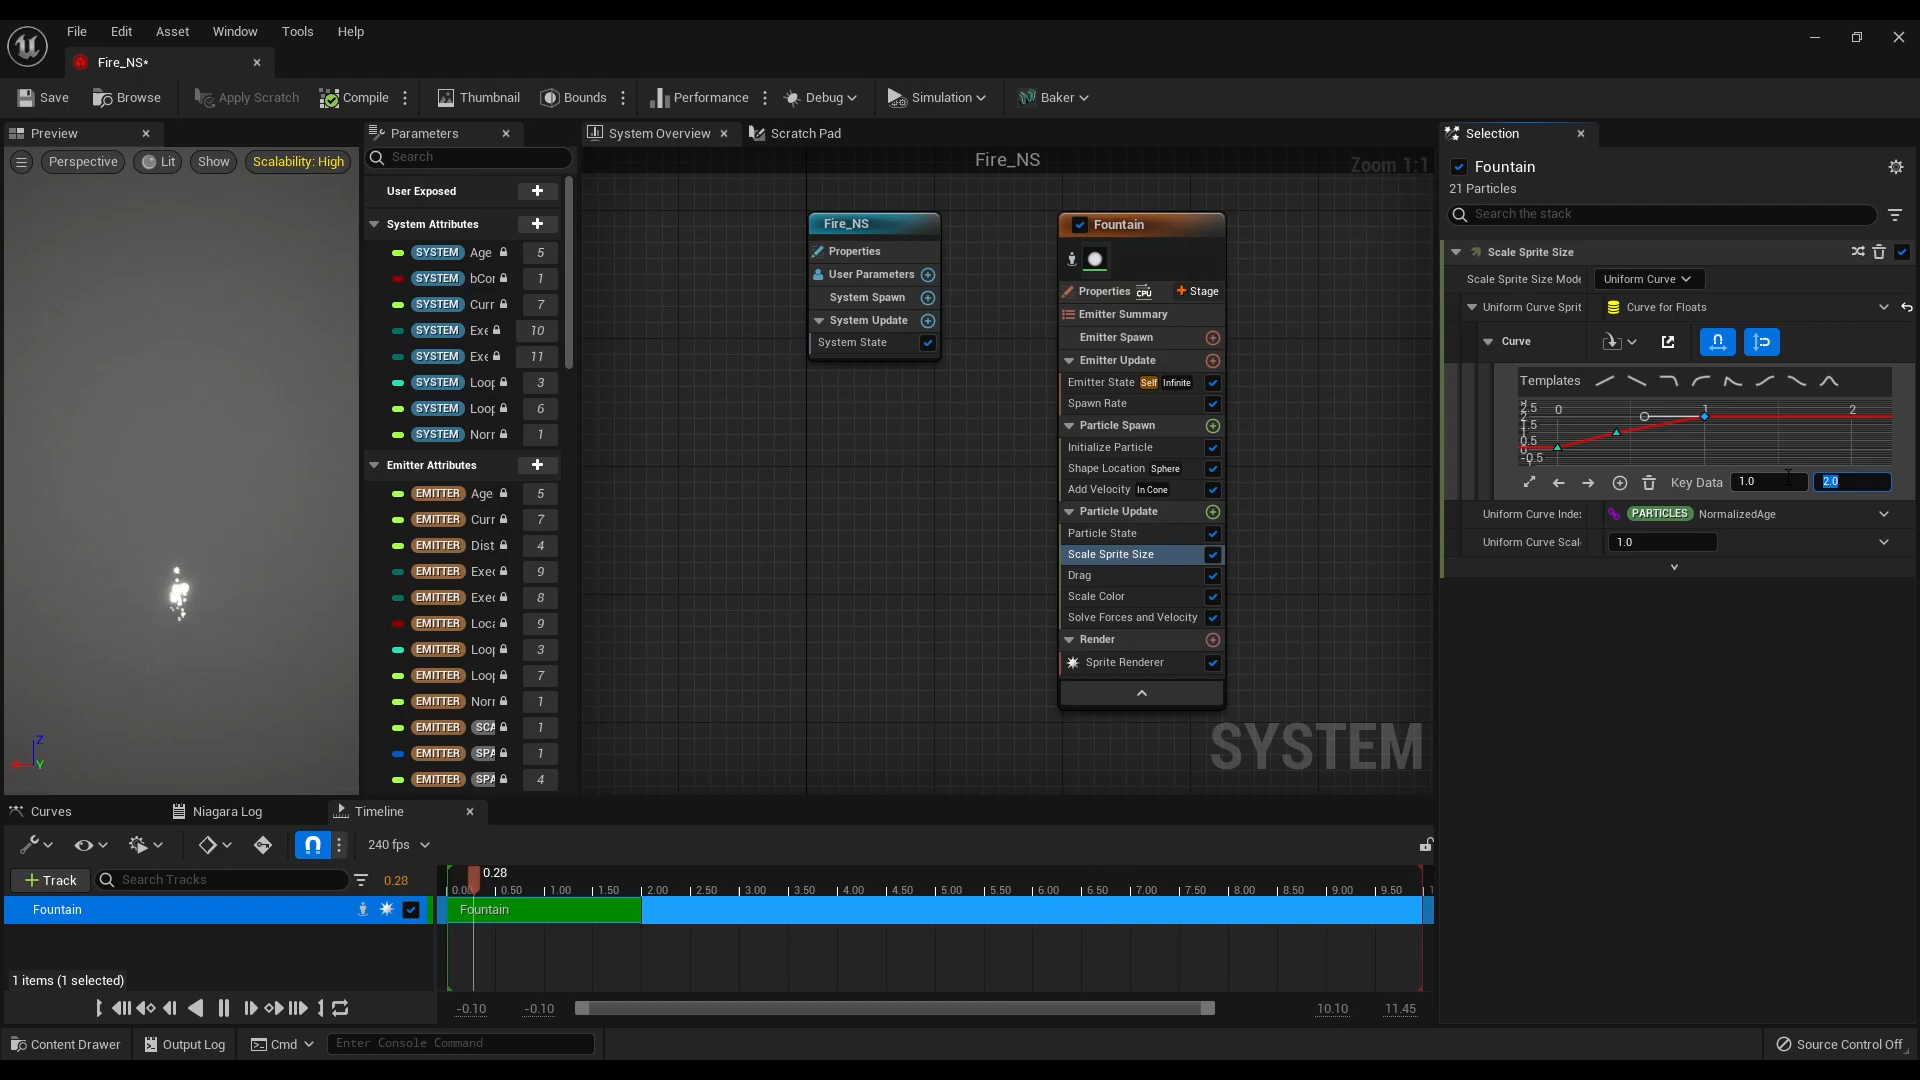 File Edit Asset Window Tools Help
Fire_NS*
Save Browse Apply Scratch Compile Thumbnail Bounds Performance Debug Simulation Baker
Preview
Perspective Lit Show Scalability: High
Z
Y
Parameters
Search
User Exposed
System Attributes
SYSTEM Age 5
SYSTEM bCor 1
SYSTEM Curr 7
SYSTEM Exe 10
SYSTEM Exe 11
SYSTEM Loop 3
SYSTEM Loop 6
SYSTEM Norr 1
Emitter Attributes
EMITTER Age 5
EMITTER Curr 7
EMITTER Dist 4
EMITTER Exec 9
EMITTER Exec 8
EMITTER Loca 9
EMITTER Loop 3
EMITTER Loop 7
EMITTER Norr 1
EMITTER SCA 1
EMITTER SPA 1
EMITTER SPA 4
System Overview Scratch Pad
Fire_NS
Zoom 1:1
Fire_NS
Properties
User Parameters
System Spawn
System Update
System State
Fountain
Properties CPU Stage
Emitter Summary
Emitter Spawn
Emitter Update
Emitter State Self Infinite
Spawn Rate
Particle Spawn
Initialize Particle
Shape Location Sphere
Add Velocity In Cone
Particle Update
Particle State
Scale Sprite Size
Drag
Scale Color
Solve Forces and Velocity
Render
Sprite Renderer
SYSTEM
Selection
Fountain
21 Particles
Search the stack
Scale Sprite Size
Scale Sprite Size Mode Uniform Curve
Uniform Curve Sprit Curve for Floats
Curve
Templates
0 1 2
2.5
1.5
0.5
-0.5
Key Data 1.0 2.0
Uniform Curve Inde: PARTICLES NormalizedAge
Uniform Curve Scal 1.0
Curves Niagara Log Timeline
240 fps
Track Search Tracks 0.28
0.28
0.00 0.50 1.00 1.50 2.00 2.50 3.00 3.50 4.00 4.50 5.00 5.50 6.00 6.50 7.00 7.50 8.00 8.50 9.00 9.50 1
Fountain
Fountain
1 items (1 selected)
-0.10 -0.10 10.10 11.45
Content Drawer Output Log Cmd Enter Console Command Source Control Off